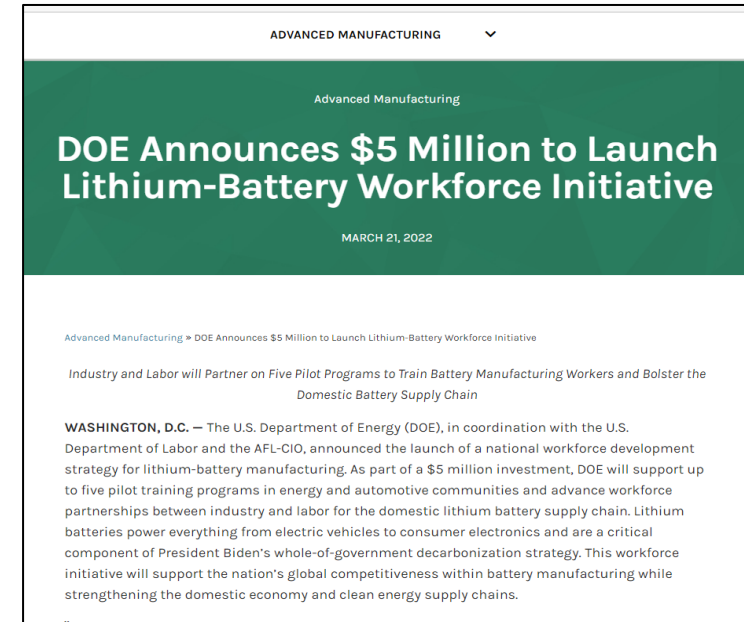 ADVANCED MANUFACTURING
Advanced Manufacturing
DOE Announces $5 Million to Launch
Lithium-Battery Workforce Initiative
MARCH 21, 2022
Advanced Manufacturing » DOE Announces $5 Million to Launch Lithium-Battery Workforce Initiative
Industry and Labor will Partner on Five Pilot Programs to Train Battery Manufacturing Workers and Bolster the
Domestic Battery Supply Chain
WASHINGTON, D.C. — The U.S. Department of Energy (DOE), in coordination with the U.S.
Department of Labor and the AFL-CIO, announced the launch of a national workforce development
strategy for lithium-battery manufacturing. As part of a $5 million investment, DOE will support up
to five pilot training programs in energy and automotive communities and advance workforce
partnerships between industry and labor for the domestic lithium battery supply chain. Lithium
batteries power everything from electric vehicles to consumer electronics and are a critical
component of President Biden's whole-of-government decarbonization strategy. This workforce
initiative will support the nation's global competitiveness within battery manufacturing while
strengthening the domestic economy and clean energy supply chains.